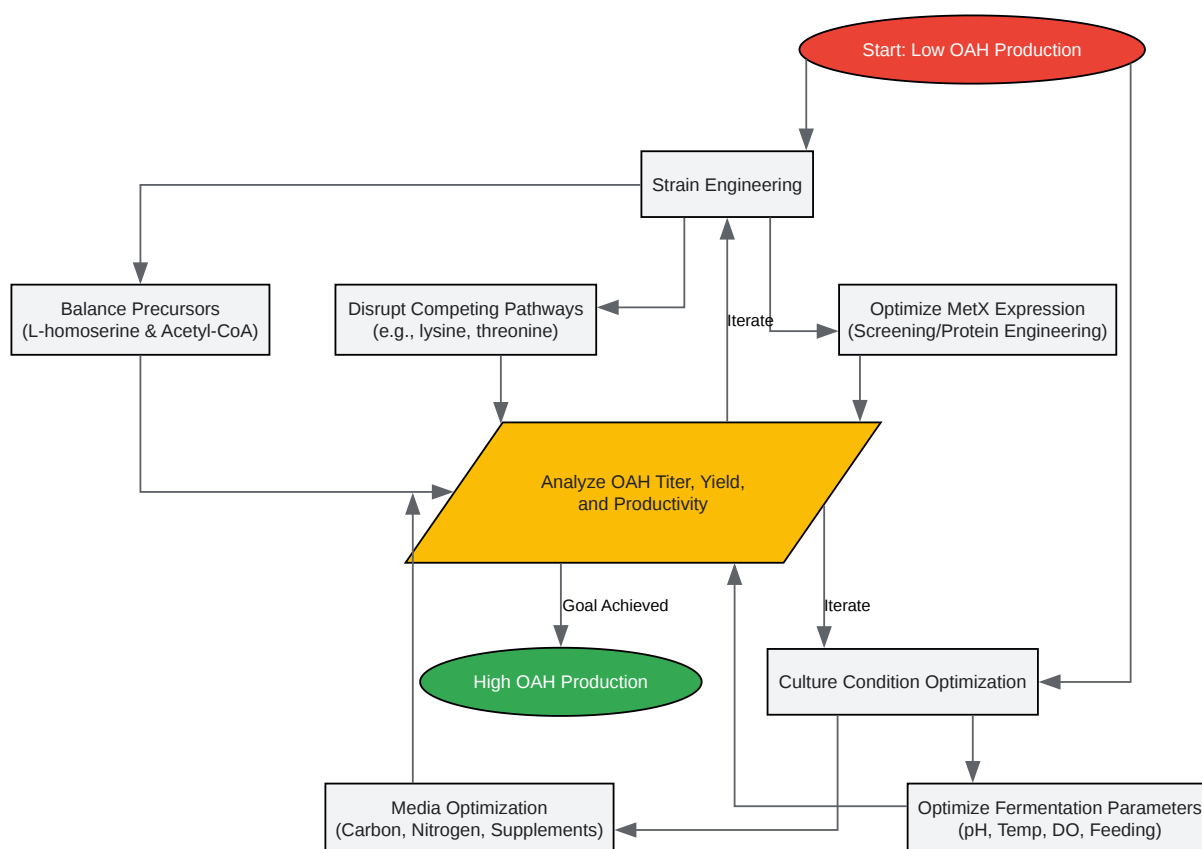 Start: Low OAH Production
Strain Engineering
Balance Precursors
(L-homoserine & Acetyl-CoA)
Disrupt Competing Pathways
(e.g., lysine, threonine)
Iterate
Optimize MetX Expression
(Screening/Protein Engineering)
Analyze OAH Titer, Yield,
and Productivity
Goal Achieved
Iterate
High OAH Production
Culture Condition Optimization
Media Optimization
(Carbon, Nitrogen, Supplements)
Optimize Fermentation Parameters
(pH, Temp, DO, Feeding)